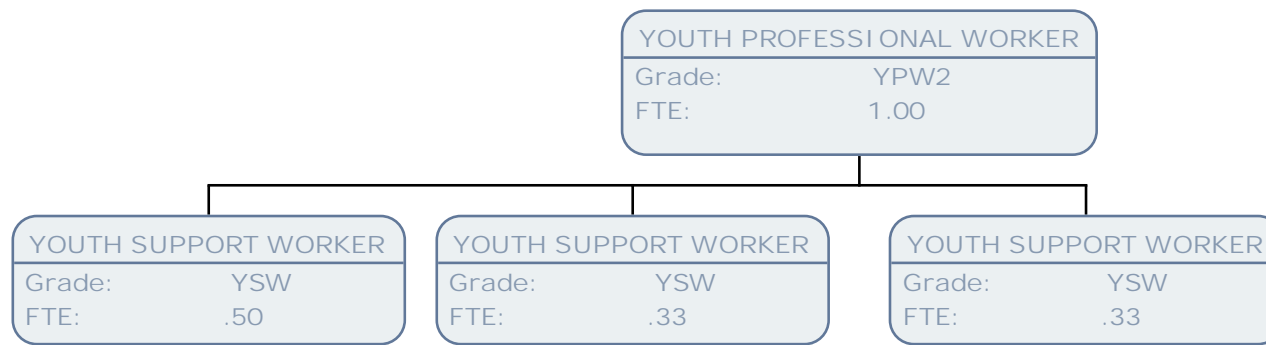 YOUTH PROFESSIONAL WORKER
Grade: YPW2
FTE: 1.00
YOUTH SUPPORT WORKER
Grade: YSW
FTE: .50
YOUTH SUPPORT WORKER
Grade: YSW
FTE: .33
YOUTH SUPPORT WORKER
Grade: YSW
FTE: .33